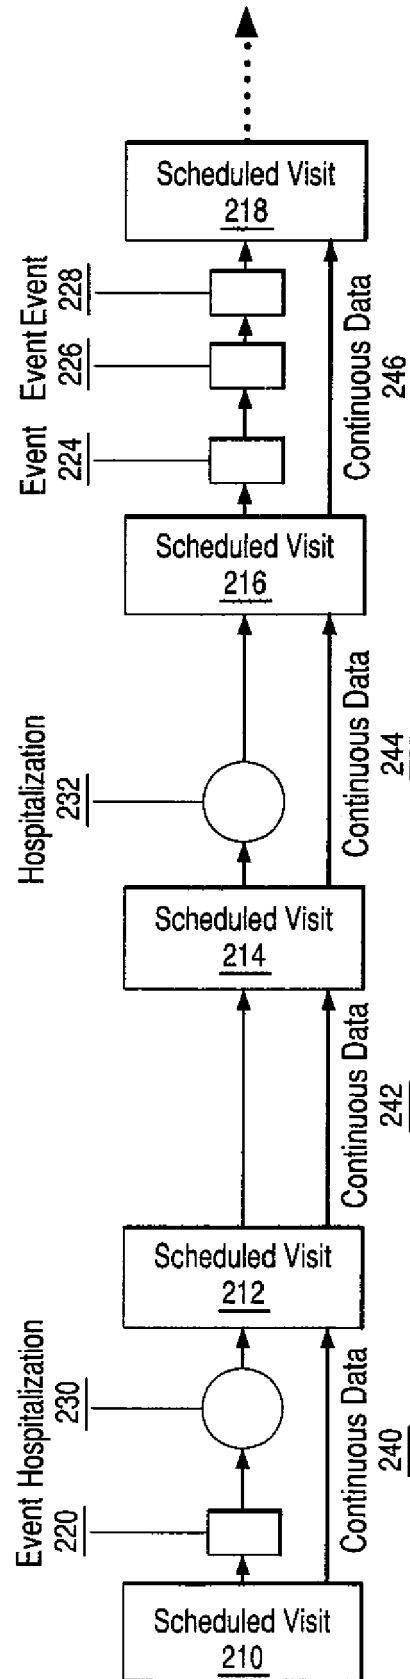 Scheduled Visit
218
Event
228
Event
226
Event
224
Continuous Data
246
Scheduled Visit
216
Hospitalization
232
Continuous Data
244
Scheduled Visit
214
Continuous Data
242
Scheduled Visit
212
Hospitalization
230
Event
220
Continuous Data
240
Scheduled Visit
210